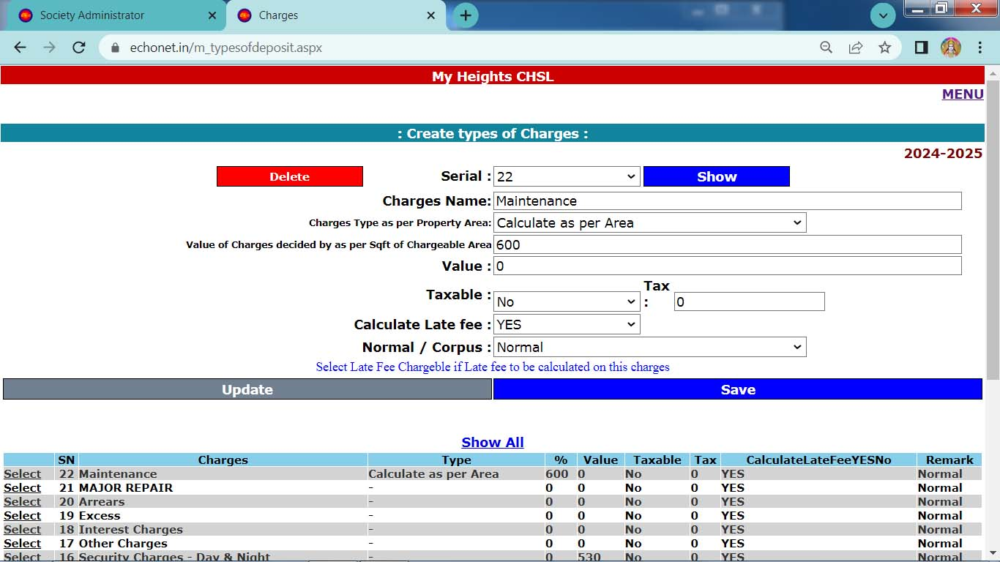 Society Administrator
Charges
echonet.in/m_typesofdeposit.aspx
My Heights CHSL
MENU
: Create types of Charges :
2024-2025
Delete Serial : 22 Show
Charges Name: Maintenance
Charges Type as per Property Area: Calculate as per Area
Value of Charges decided by as per Sqft of Chargeable Area 600
Value : 0
Taxable : No Tax : 0
Calculate Late fee : YES
Normal / Corpus : Normal
Select Late Fee Chargeble if Late fee to be calculated on this charges
Update Save
Show All
SN Charges Type % Value Taxable Tax CalculateLateFeeYESNo Remark
Select 22 Maintenance Calculate as per Area 600 0 No 0 YES Normal
Select 21 MAJOR REPAIR - 0 0 No 0 YES Normal
Select 20 Arrears - 0 0 No 0 YES Normal
Select 19 Excess - 0 0 No 0 YES Normal
Select 18 Interest Charges - 0 0 No 0 YES Normal
Select 17 Other Charges - 0 0 No 0 YES Normal
Select 16 Security Charges - Day & Night - 0 530 No 0 YES Normal